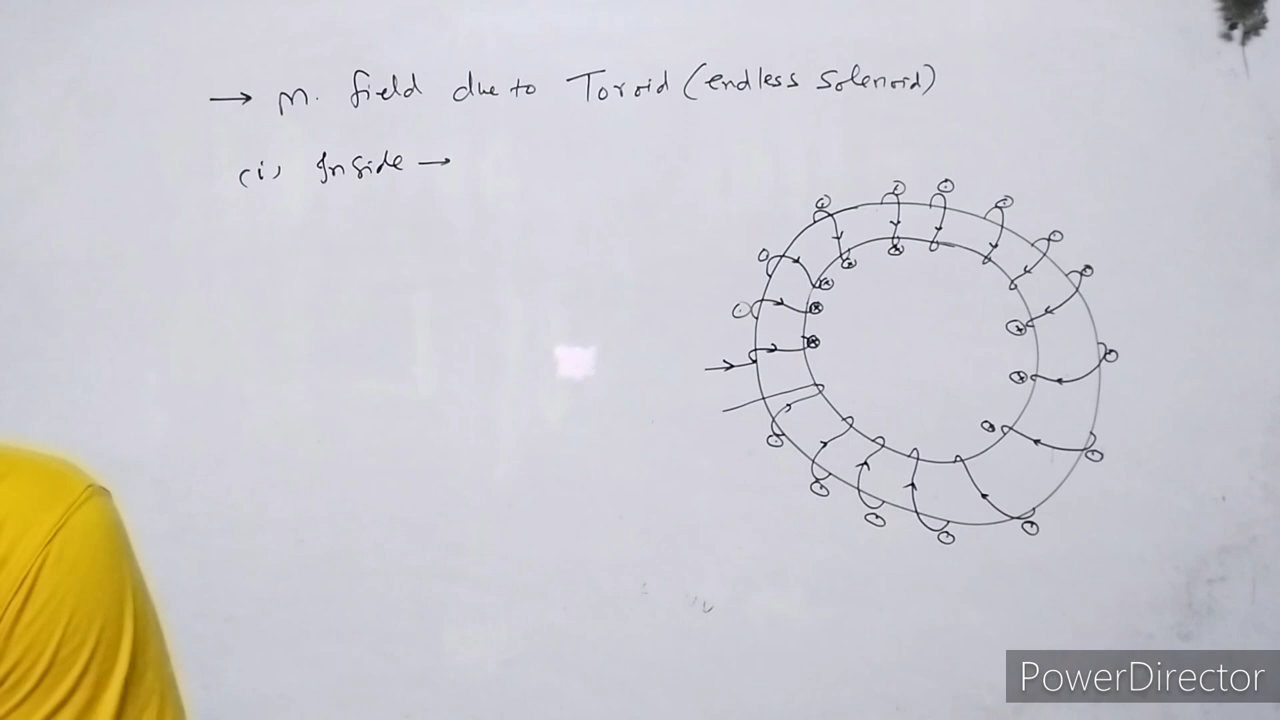 → M. field due to Toroid (endless Solenoid)
(i) Inside →
PowerDirector